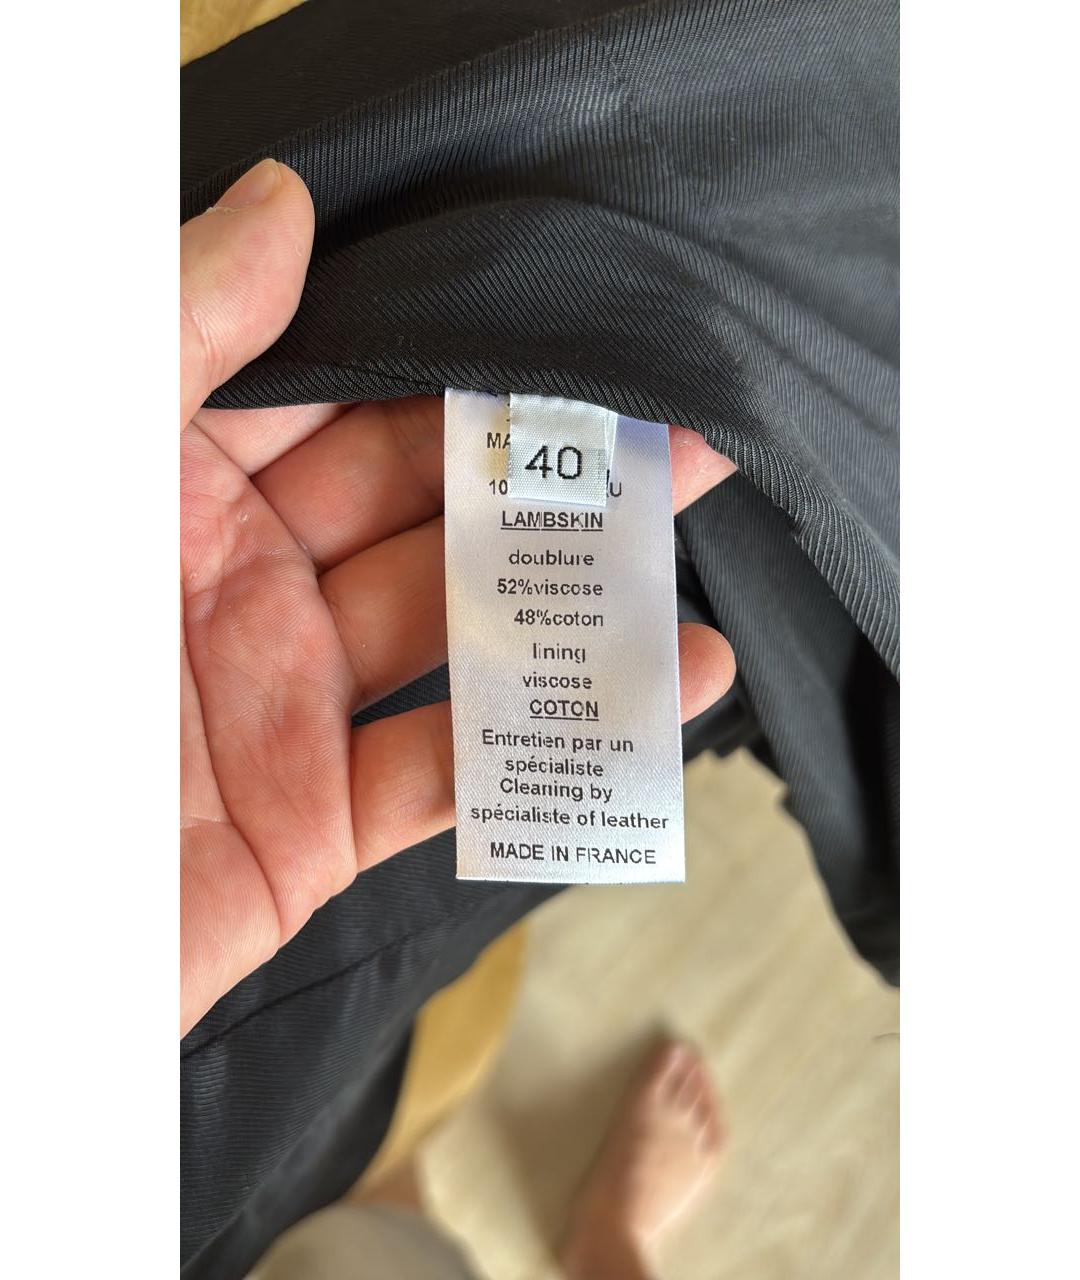 40
LAMBSKIN
doublure
52%viscose
48%coton
lining
viscose
COTON
Entretien par un
spécialiste
Cleaning by
spécialiste of leather
MADE IN FRANCE